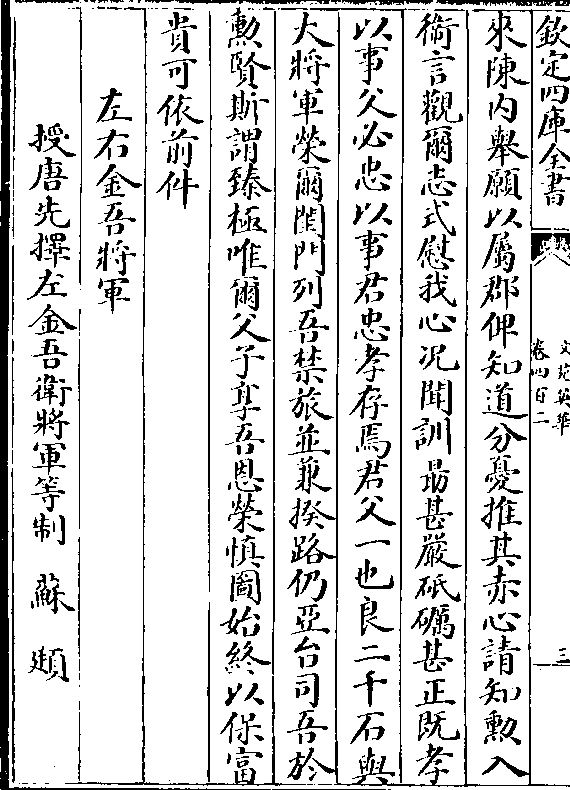 欽定四庫全書
文苑英華
卷四百二
三
來陳内舉願以屬郡俾知道分憂推其赤心請知勲入
衛言觀爾志式慰我心况聞訓勗甚嚴砥礪甚正既孝
以事父必忠以事君忠孝存焉君父一也良二千石與
大將軍榮爾閨門列吾禁旅並兼揆路仍亞台司吾於
勲賢斯謂臻極唯爾父子享吾恩榮慎圖始終以保富
貴可依前件
左右金吾將軍
授唐先擇左金吾衛將軍等制　蘇　頲